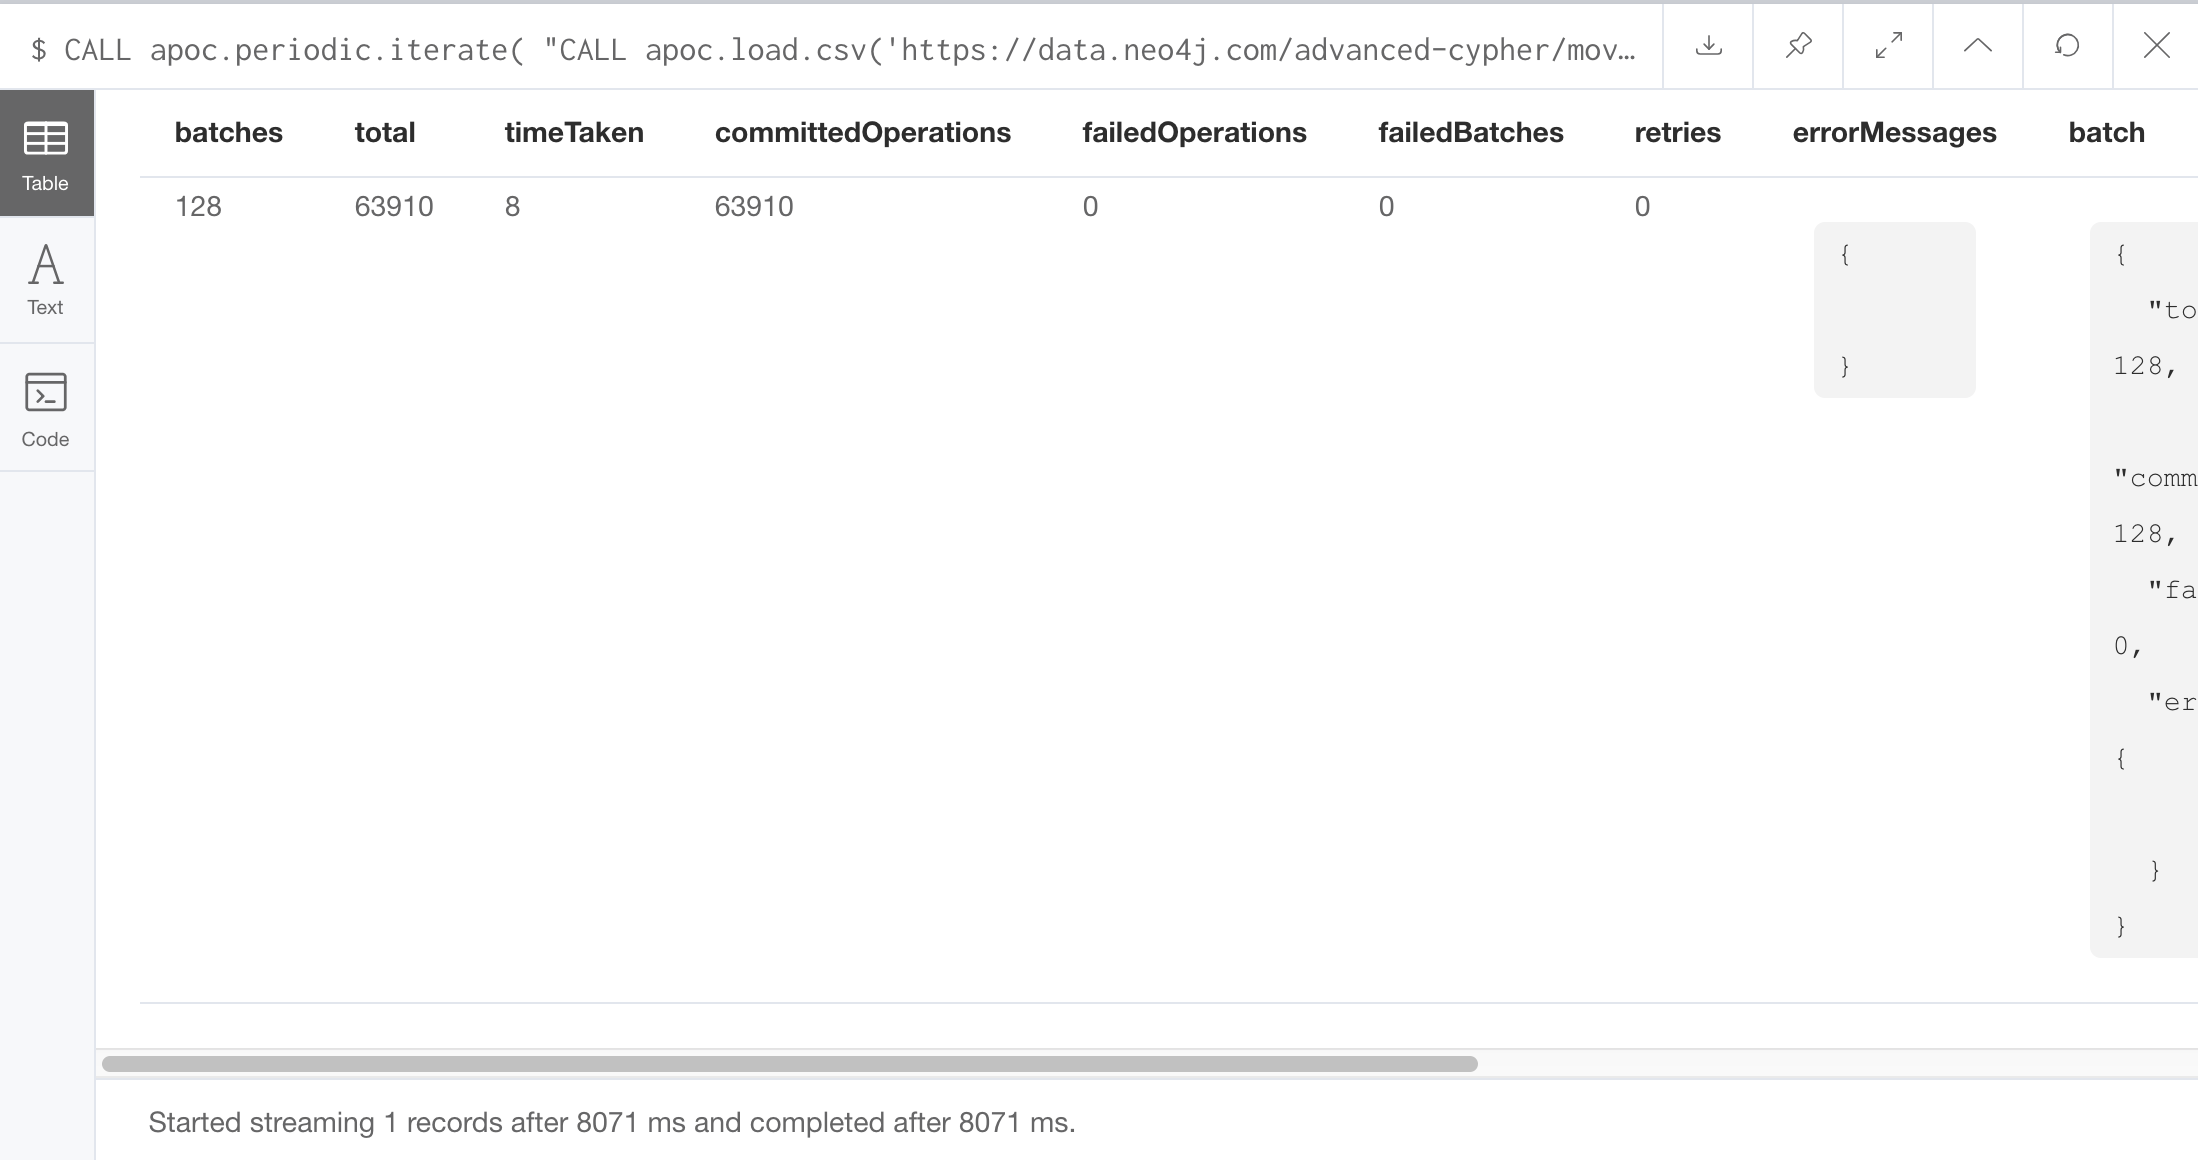 $ CALL apoc.periodic.iterate( "CALL apoc.load.csv('https://data.neo4j.com/advanced-cypher/mov…
Table
Text
Code
batches total timeTaken committedOperations failedOperations failedBatches retries errorMessages batch
128 63910 8 63910 0 0 0
{
}
{
"to
128,
"comm
128,
"fa
0,
"er
{
}
}
Started streaming 1 records after 8071 ms and completed after 8071 ms.